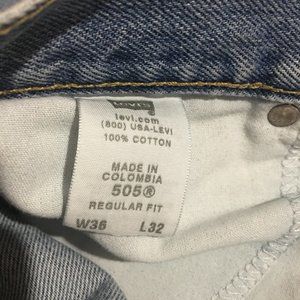 LEVI'S
levi.com
(800) USA-LEVI
100% COTTON
MADE IN
COLOMBIA
505®
REGULAR FIT
W36 L32